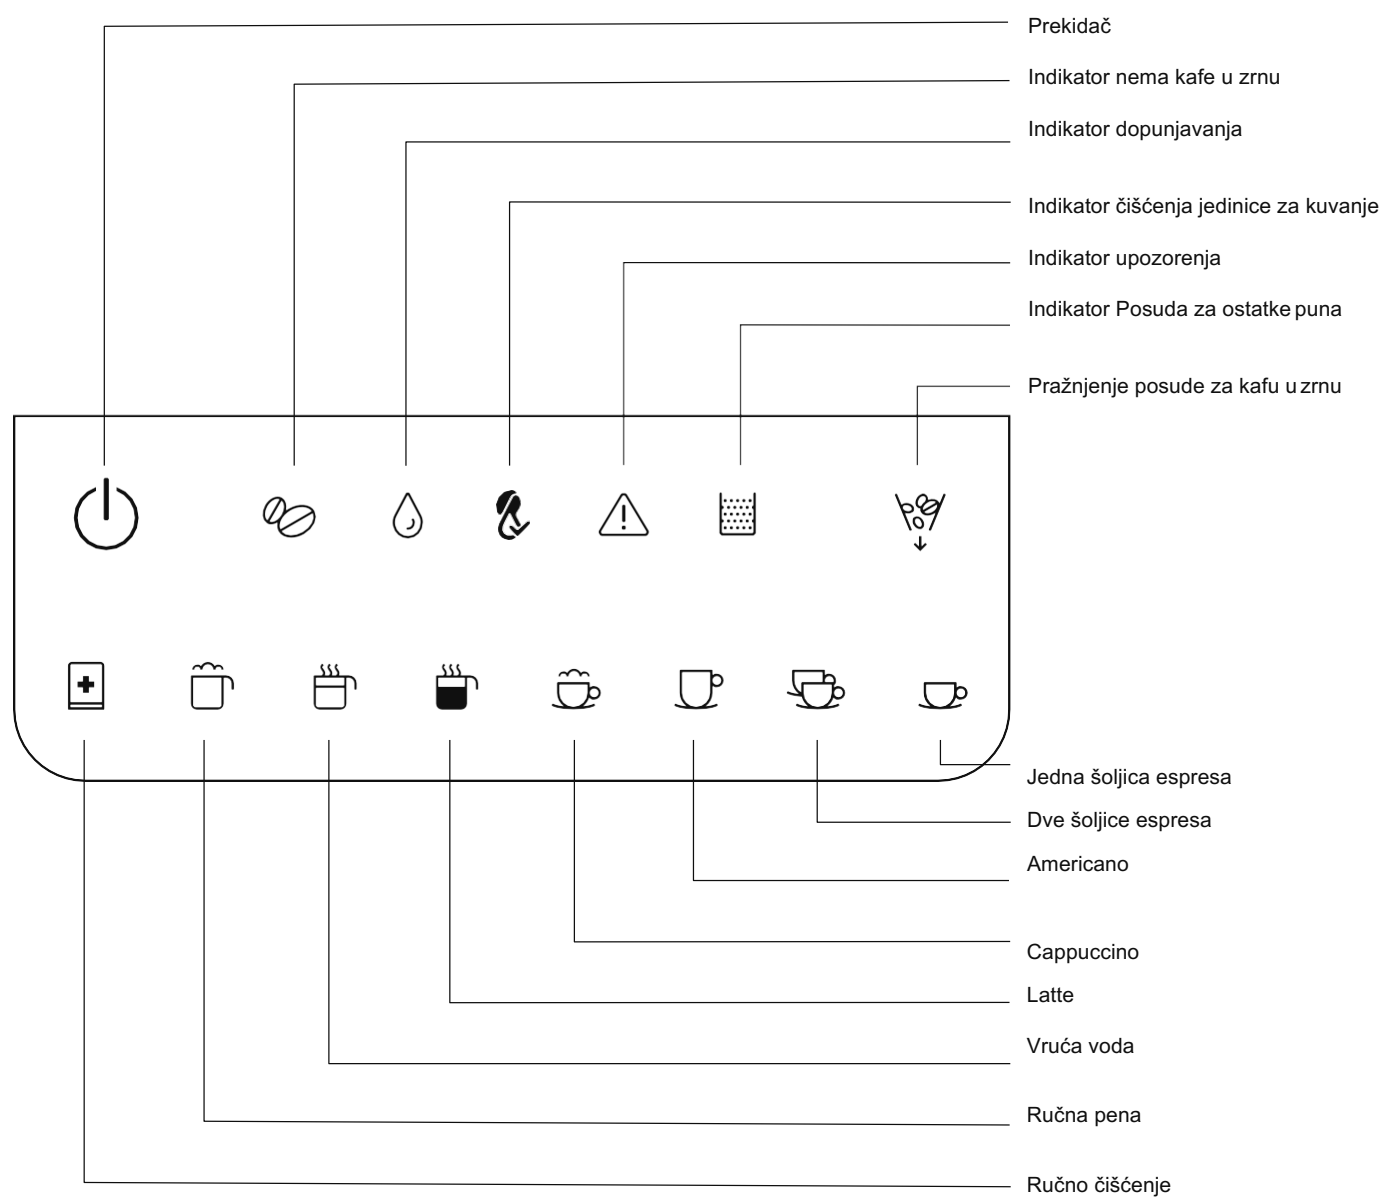 Prekidač
Indikator nema kafe u zrnu
Indikator dopunjavanja
Indikator čišćenja jedinice za kuvanje
Indikator upozorenja
Indikator Posuda za ostatke puna
Pražnjenje posude za kafu u zrnu
Jedna šoljica espresa
Dve šoljice espresa
Americano
Cappuccino
Latte
Vruća voda
Ručna pena
Ručno čišćenje